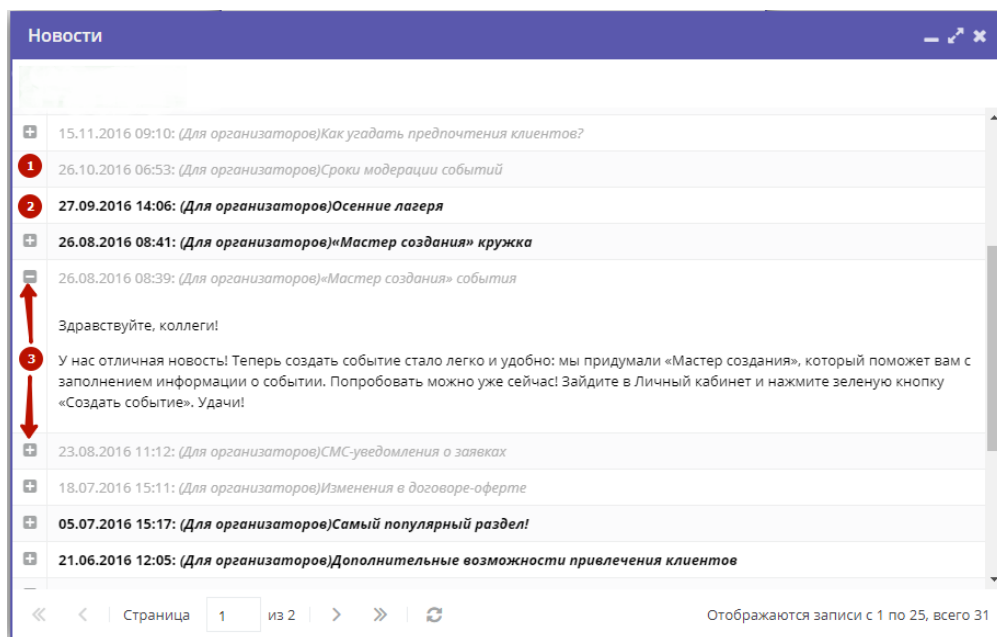 Новости
15.11.2016 09:10: (Для организаторов)Как угадать предпочтения клиентов?
1
26.10.2016 06:53: (Для организаторов)Сроки модерации событий
2
27.09.2016 14:06: (Для организаторов)Осенние лагеря
26.08.2016 08:41: (Для организаторов)«Мастер создания» кружка
26.08.2016 08:39: (Для организаторов)«Мастер создания» события
Здравствуйте, коллеги!
3
У нас отличная новость! Теперь создать событие стало легко и удобно: мы придумали «Мастер создания», который поможет вам с
заполнением информации о событии. Попробовать можно уже сейчас! Зайдите в Личный кабинет и нажмите зеленую кнопку
«Создать событие». Удачи!
23.08.2016 11:12: (Для организаторов)СМС-уведомления о заявках
18.07.2016 15:11: (Для организаторов)Изменения в договоре-оферте
05.07.2016 15:17: (Для организаторов)Самый популярный раздел!
21.06.2016 12:05: (Для организаторов)Дополнительные возможности привлечения клиентов
Страница 1 из 2 Отображаются записи с 1 по 25, всего 31